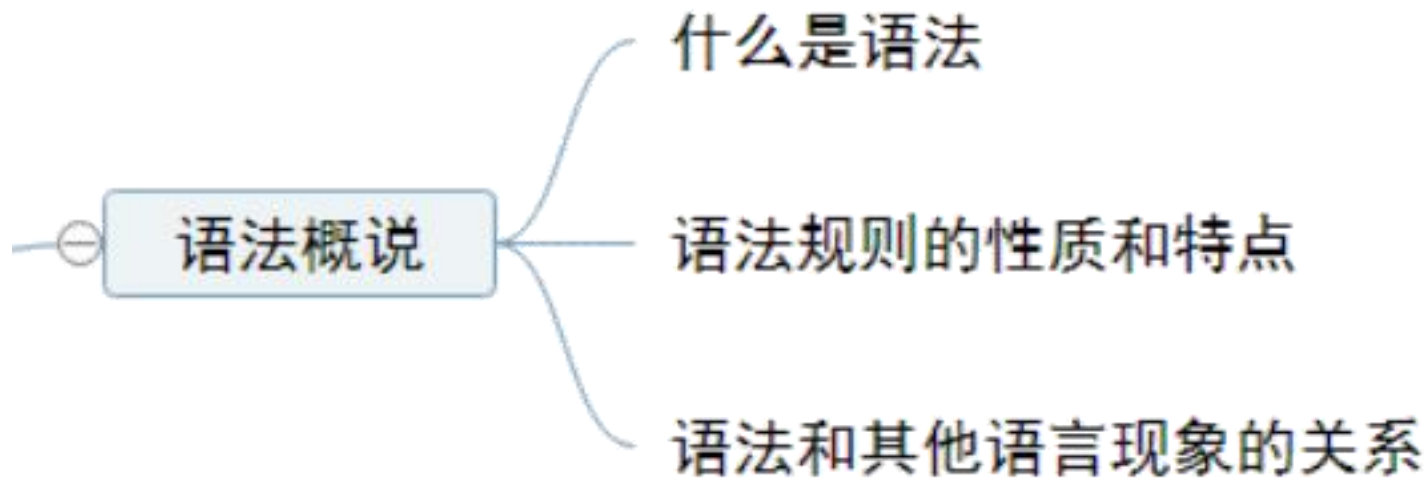 什么是语法
语法概说
语法规则的性质和特点
语法和其他语言现象的关系